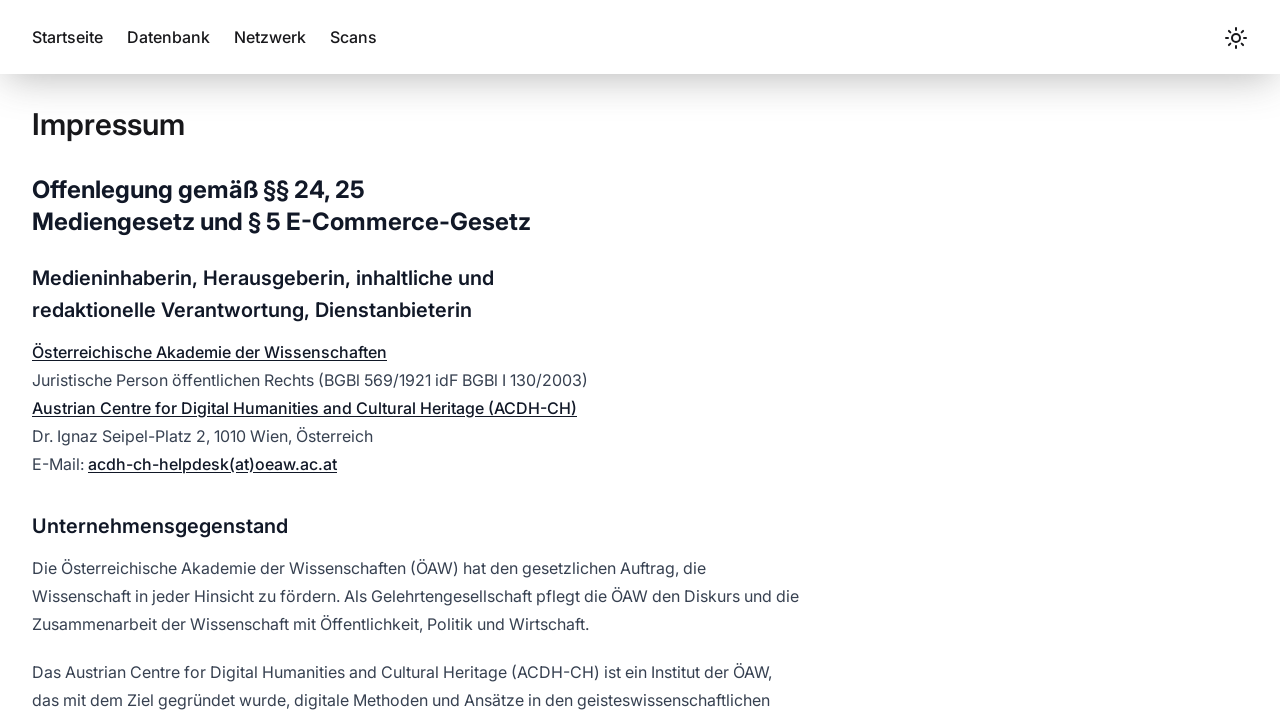 Startseite Datenbank Netzwerk Scans
Impressum
Offenlegung gemäß §§ 24, 25
Mediengesetz und § 5 E-Commerce-Gesetz
Medieninhaberin, Herausgeberin, inhaltliche und
redaktionelle Verantwortung, Dienstanbieterin
Österreichische Akademie der Wissenschaften
Juristische Person öffentlichen Rechts (BGBl 569/1921 idF BGBl I 130/2003)
Austrian Centre for Digital Humanities and Cultural Heritage (ACDH-CH)
Dr. Ignaz Seipel-Platz 2, 1010 Wien, Österreich
E-Mail: acdh-ch-helpdesk(at)oeaw.ac.at
Unternehmensgegenstand
Die Österreichische Akademie der Wissenschaften (ÖAW) hat den gesetzlichen Auftrag, die
Wissenschaft in jeder Hinsicht zu fördern. Als Gelehrtengesellschaft pflegt die ÖAW den Diskurs und die
Zusammenarbeit der Wissenschaft mit Öffentlichkeit, Politik und Wirtschaft.
Das Austrian Centre for Digital Humanities and Cultural Heritage (ACDH-CH) ist ein Institut der ÖAW,
das mit dem Ziel gegründet wurde, digitale Methoden und Ansätze in den geisteswissenschaftlichen